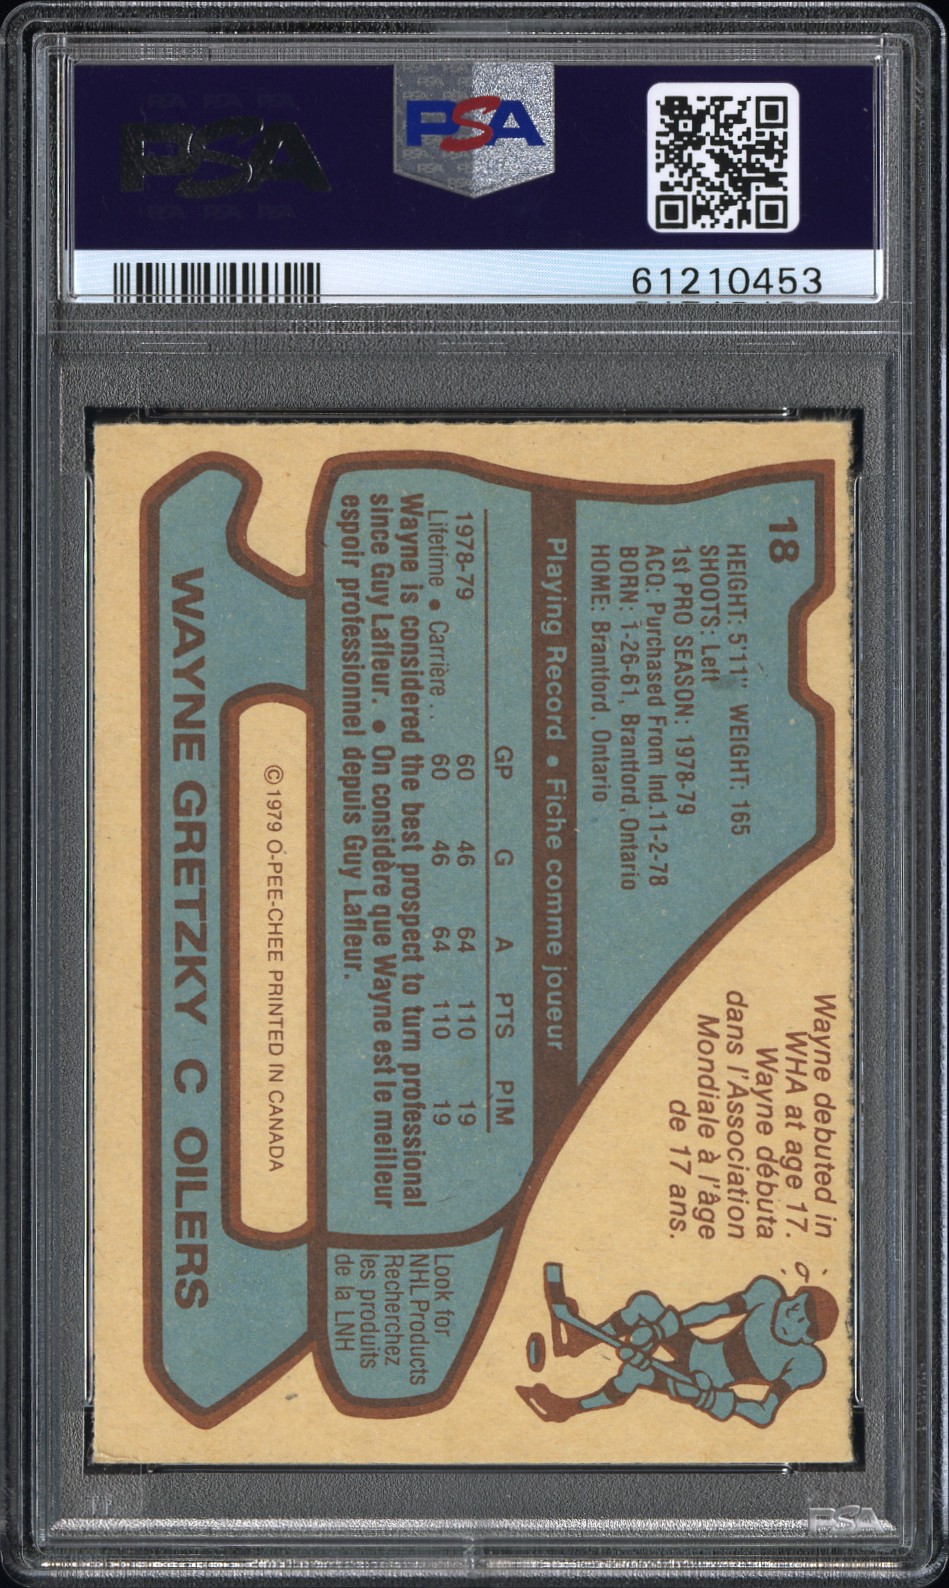 PSA
PSA
61210453
18
HEIGHT: 5'11" WEIGHT: 165
SHOOTS: Left
1st PRO SEASON: 1978-79
ACQ: Purchased From Ind.11-2-78
BORN: 1-26-61, Brantford, Ontario
HOME: Brantford, Ontario
Wayne debuted in
WHA at age 17.
Wayne débuta
dans l'Association
Mondiale à l'âge
de 17 ans.
Playing Record • Fiche comme joueur
GP G A PTS PIM
1978-79 60 46 64 110 19
Lifetime • Carrière . . 60 46 64 110 19
Wayne is considered the best prospect to turn professional
since Guy Lafleur. • On considère que Wayne est le meilleur
espoir professionnel depuis Guy Lafleur.
Look for
NHL Products
Recherchez
les produits
de la LNH
©1979 O-PEE-CHEE PRINTED IN CANADA
WAYNE GRETZKY C OILERS
PSA